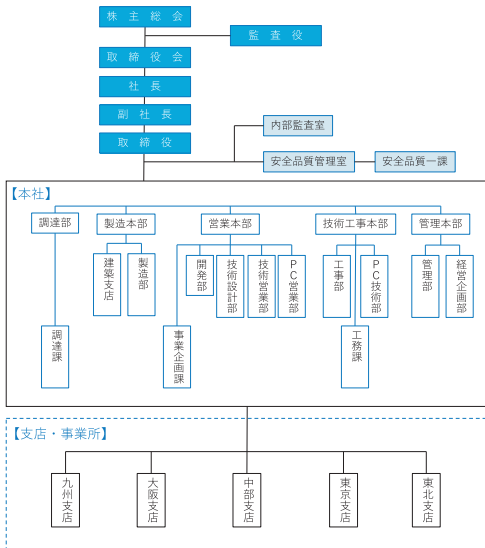 株主総会
監査役
取締役会
社長
副社長
取締役
内部監査室
安全品質管理室
安全品質一課
【本社】
調達部
製造本部
営業本部
技術工事本部
管理本部
建築支店
製造部
開発部
技術設計部
技術営業部
PC営業部
工事部
PC技術部
管理部
経営企画部
調達課
事業企画課
工務課
【支店・事業所】
九州支店
大阪支店
中部支店
東京支店
東北支店